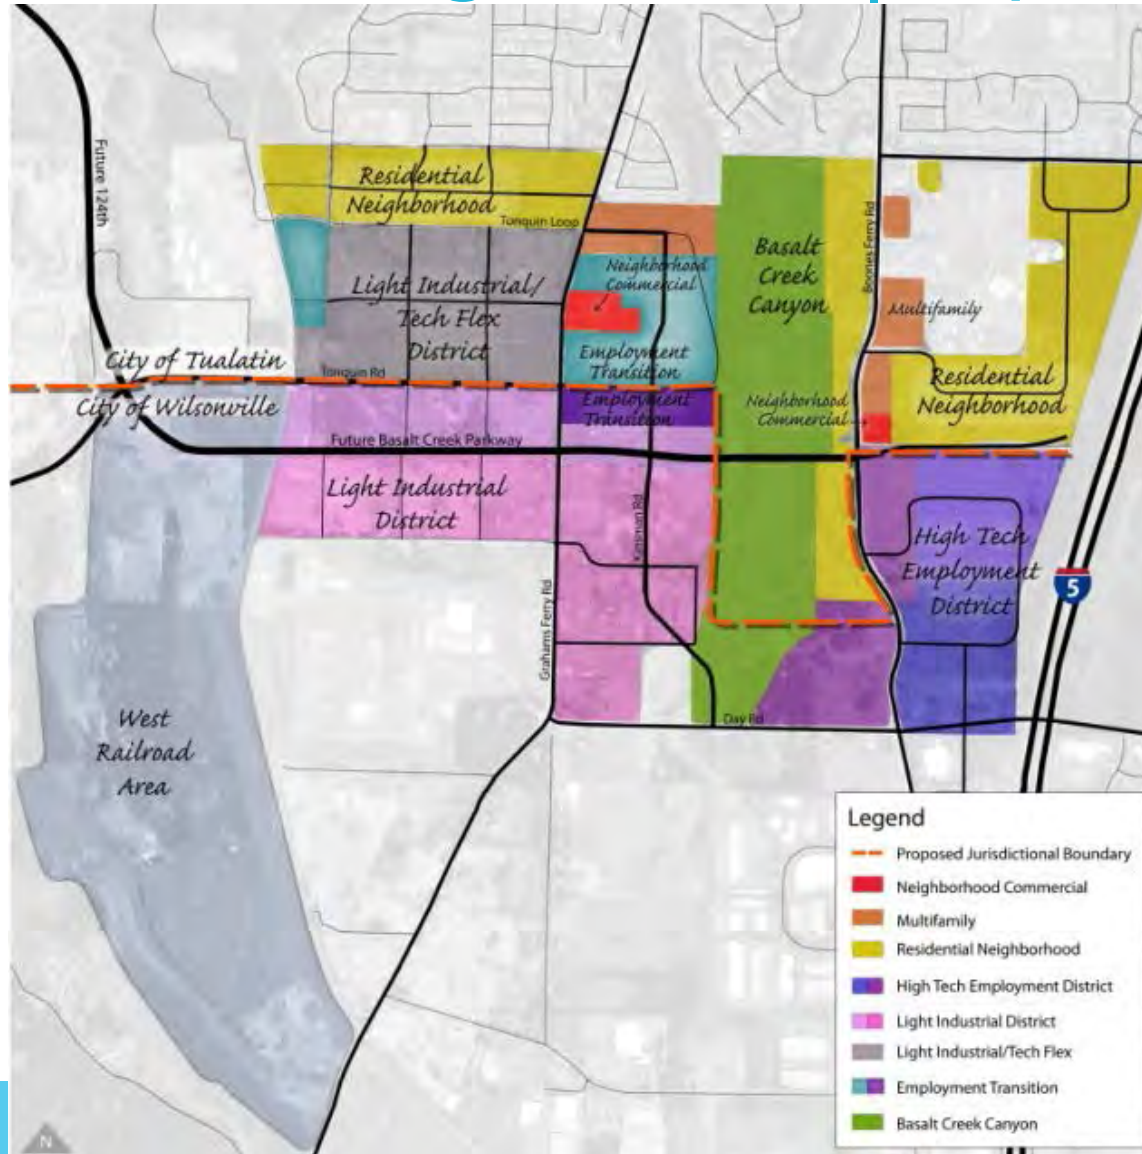 Future 124th
Residential
Neighborhood
Tonquin Loop
Light Industrial/
Tech Flex
District
Neighborhood
Commercial
Basalt
Creek
Canyon
Boones Ferry Rd
Multifamily
City of Tualatin
Tonquin Rd
Employment
Transition
City of Wilsonville
Employment
Transition
Neighborhood
Commercial
Residential
Neighborhood
Future Basalt Creek Parkway
Light Industrial
District
Kinsman Rd
High Tech
Employment
District
5
Grahams Ferry Rd
West
Railroad
Area
Day Rd
Legend
Proposed Jurisdictional Boundary
Neighborhood Commercial
Multifamily
Residential Neighborhood
High Tech Employment District
Light Industrial District
Light Industrial/Tech Flex
Employment Transition
Basalt Creek Canyon
N